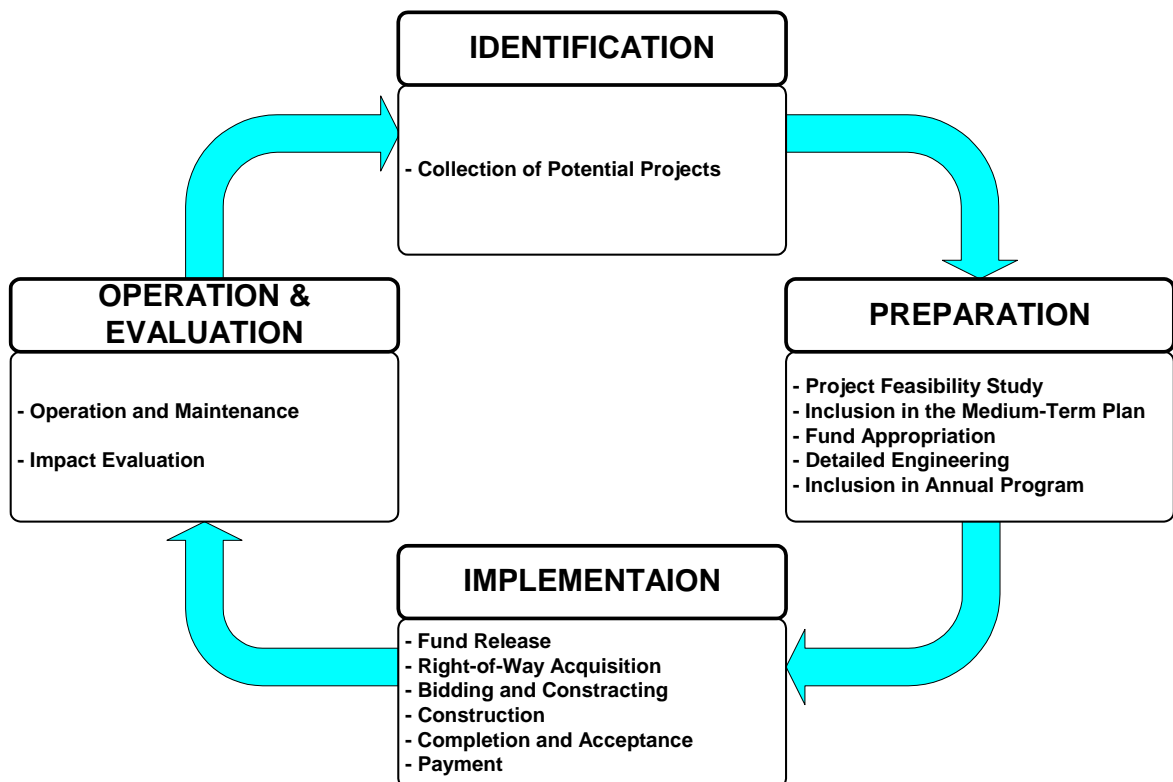 IDENTIFICATION
- Collection of Potential Projects
PREPARATION
- Project Feasibility Study
- Inclusion in the Medium-Term Plan
- Fund Appropriation
- Detailed Engineering
- Inclusion in Annual Program
IMPLEMENTAION
- Fund Release
- Right-of-Way Acquisition
- Bidding and Constracting
- Construction
- Completion and Acceptance
- Payment
OPERATION &
EVALUATION
- Operation and Maintenance
- Impact Evaluation